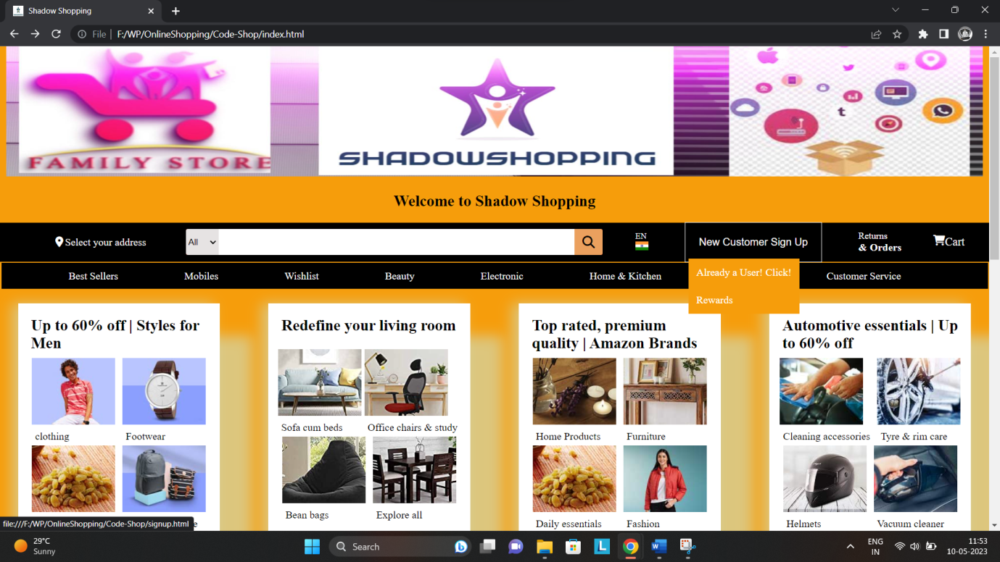 Shadow Shopping
File
F:/WP/OnlineShopping/Code-Shop/index.html
FAMILY STORE
SHADOWSHOPPING
Welcome to Shadow Shopping
Select your address
All
EN
New Customer Sign Up
Returns
& Orders
Cart
Best Sellers
Mobiles
Wishlist
Beauty
Electronic
Home & Kitchen
Already a User! Click!
Rewards
Customer Service
Up to 60% off | Styles for
Men
clothing
Footwear
Redefine your living room
Sofa cum beds
Office chairs & study
Bean bags
Explore all
Top rated, premium
quality | Amazon Brands
Home Products
Furniture
Daily essentials
Fashion
Automotive essentials | Up
to 60% off
Cleaning accessories
Tyre & rim care
Helmets
Vacuum cleaner
file:///F:/WP/OnlineShopping/Code-Shop/signup.html
29°C
Sunny
Search
ENG
IN
11:53
10-05-2023